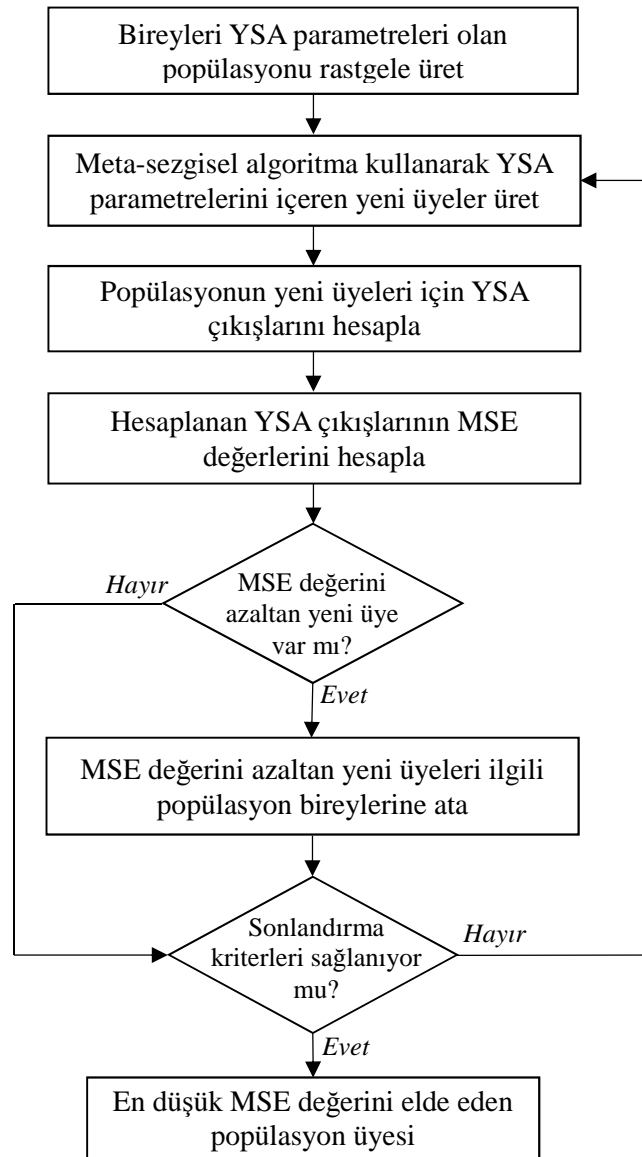 Bireyleri YSA parametreleri olan
popülasyonu rastgele üret
Meta-sezgisel algoritma kullanarak YSA
parametrelerini içeren yeni üyeler üret
Popülasyonun yeni üyeleri için YSA
çıkışlarını hesapla
Hesaplanan YSA çıkışlarının MSE
değerlerini hesapla
Hayır
MSE değerini
azaltan yeni üye
var mı?
Evet
MSE değerini azaltan yeni üyeleri ilgili
popülasyon bireylerine ata
Sonlandırma
kriterleri sağlanıyor
mu?
Hayır
Evet
En düşük MSE değerini elde eden
popülasyon üyesi